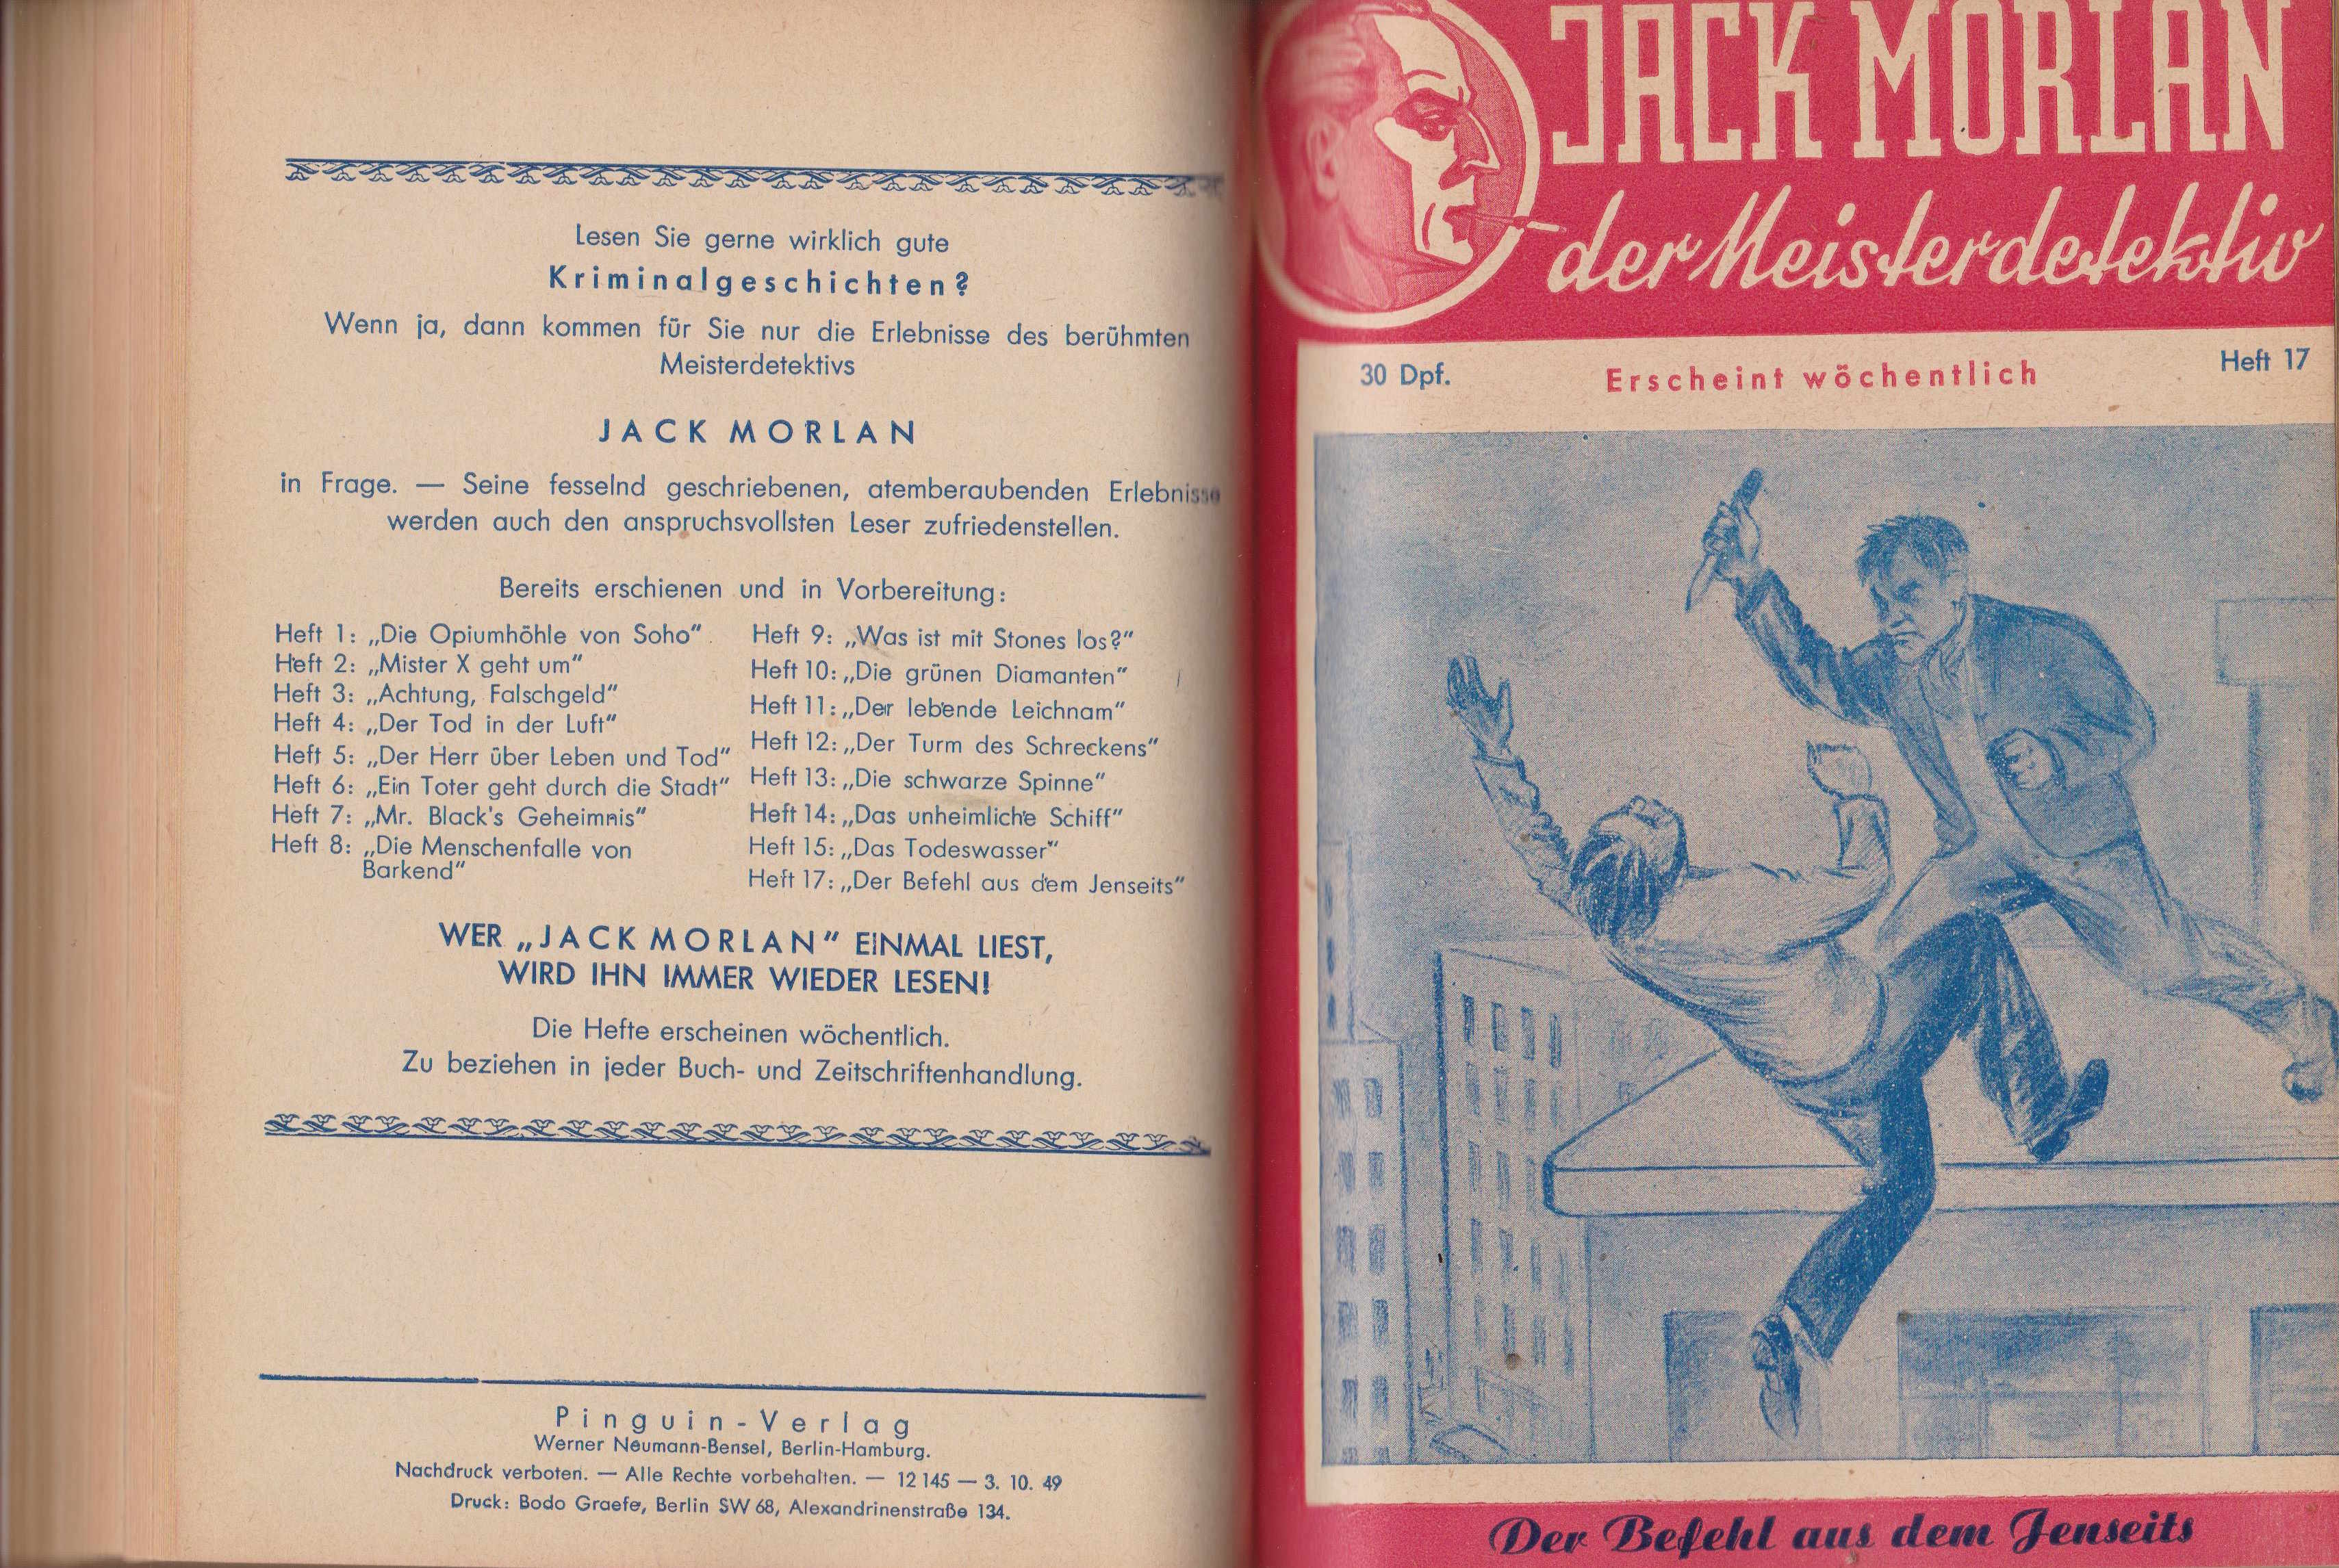 Lesen Sie gerne wirklich gute
Kriminalgeschichten?
Wenn ja, dann kommen für Sie nur die Erlebnisse des berühmten
Meisterdetektivs
JACK MORLAN
in Frage. — Seine fesselnd geschriebenen, atemberaubenden Erlebnisse
werden auch den anspruchsvollsten Leser zufriedenstellen.
Bereits erschienen und in Vorbereitung:
Heft 1: „Die Opiumhöhle von Soho“
Heft 2: „Mister X geht um“
Heft 3: „Achtung, Falschgeld“
Heft 4: „Der Tod in der Luft“
Heft 5: „Der Herr über Leben und Tod“
Heft 6: „Ein Toter geht durch die Stadt“
Heft 7: „Mr. Black's Geheimnis“
Heft 8: „Die Menschenfalle von
Barkend“
Heft 9: „Was ist mit Stones los?“
Heft 10: „Die grünen Diamanten“
Heft 11: „Der lebende Leichnam“
Heft 12: „Der Turm des Schreckens“
Heft 13: „Die schwarze Spinne“
Heft 14: „Das unheimliche Schiff“
Heft 15: „Das Todeswasser“
Heft 17: „Der Befehl aus dem Jenseits“
WER „JACK MORLAN“ EINMAL LIEST,
WIRD IHN IMMER WIEDER LESEN!
Die Hefte erscheinen wöchentlich.
Zu beziehen in jeder Buch- und Zeitschriftenhandlung.
Pinguin-Verlag
Werner Neumann-Bensel, Berlin-Hamburg.
Nachdruck verboten. — Alle Rechte vorbehalten. — 12 145 — 3. 10. 49
Druck: Bodo Graefe, Berlin SW 68, Alexandrinenstraße 134.
JACK MORLAN
der Meisterdetektiv
30 Dpf.
Erscheint wöchentlich
Heft 17
Der Befehl aus dem Jenseits